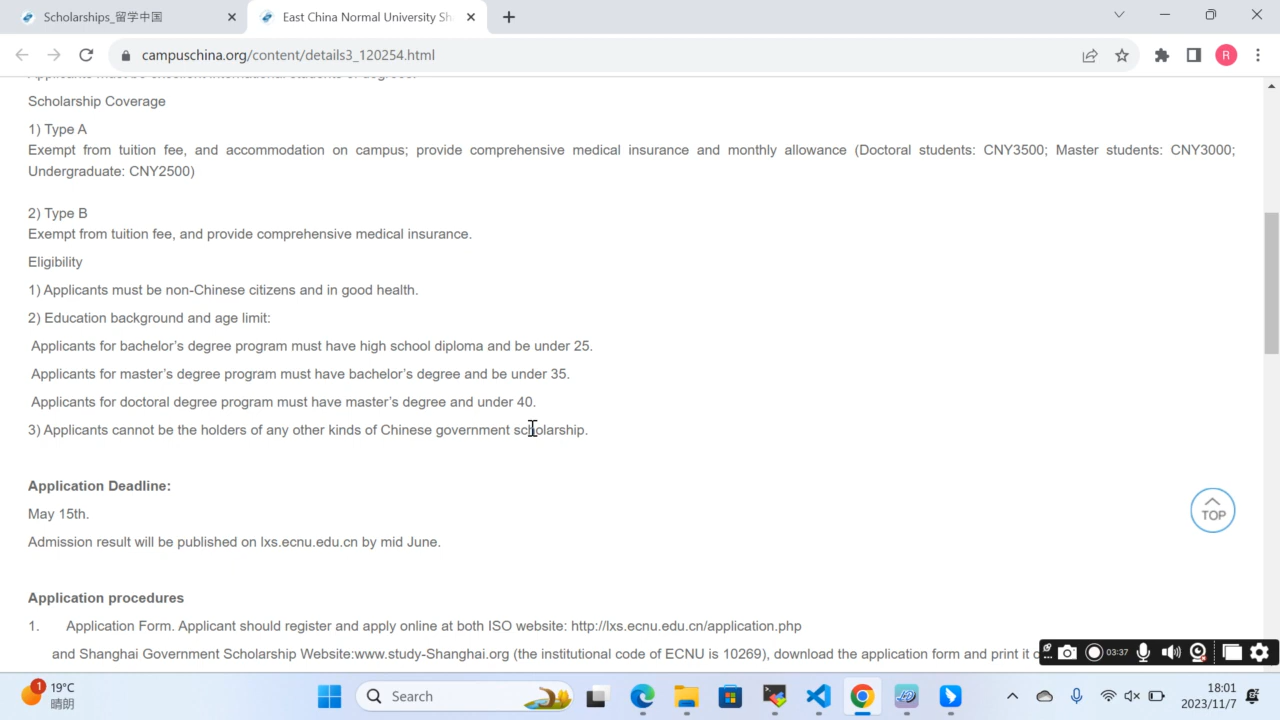 Scholarships_留学中国
East China Normal University Sh
campuschina.org/content/details3_120254.html
R
Applicants must be excellent international students of degrees.
Scholarship Coverage
1) Type A
Exempt from tuition fee, and accommodation on campus; provide comprehensive medical insurance and monthly allowance (Doctoral students: CNY3500; Master students: CNY3000;
Undergraduate: CNY2500)
2) Type B
Exempt from tuition fee, and provide comprehensive medical insurance.
Eligibility
1) Applicants must be non-Chinese citizens and in good health.
2) Education background and age limit:
Applicants for bachelor’s degree program must have high school diploma and be under 25.
Applicants for master’s degree program must have bachelor’s degree and be under 35.
Applicants for doctoral degree program must have master’s degree and under 40.
3) Applicants cannot be the holders of any other kinds of Chinese government scholarship.
Application Deadline:
May 15th.
TOP
Admission result will be published on lxs.ecnu.edu.cn by mid June.
Application procedures
1. Application Form. Applicant should register and apply online at both ISO website: http://lxs.ecnu.edu.cn/application.php
and Shanghai Government Scholarship Website:www.study-Shanghai.org (the institutional code of ECNU is 10269), download the application form and print it
03:37
1
19°C
晴朗
Search
18:01
2023/11/7